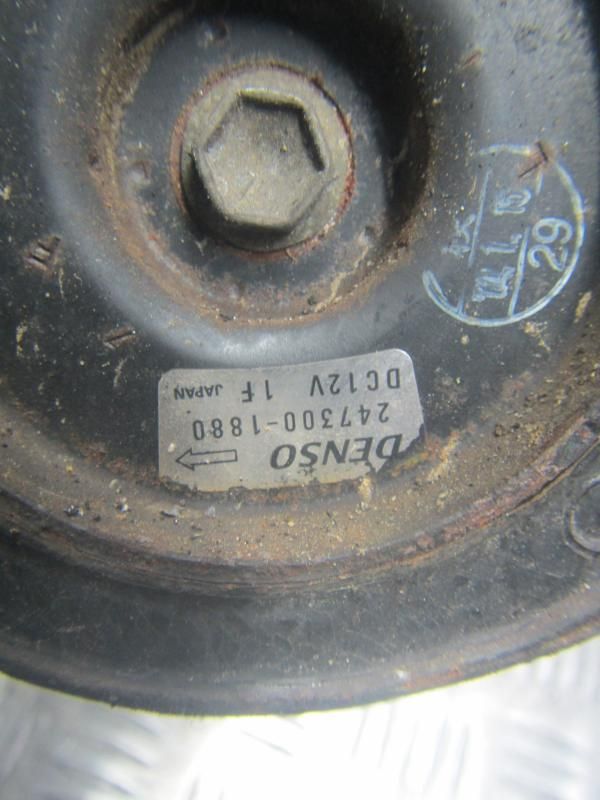 DENSO
247300-1880
DC12V 1F JAPAN
29